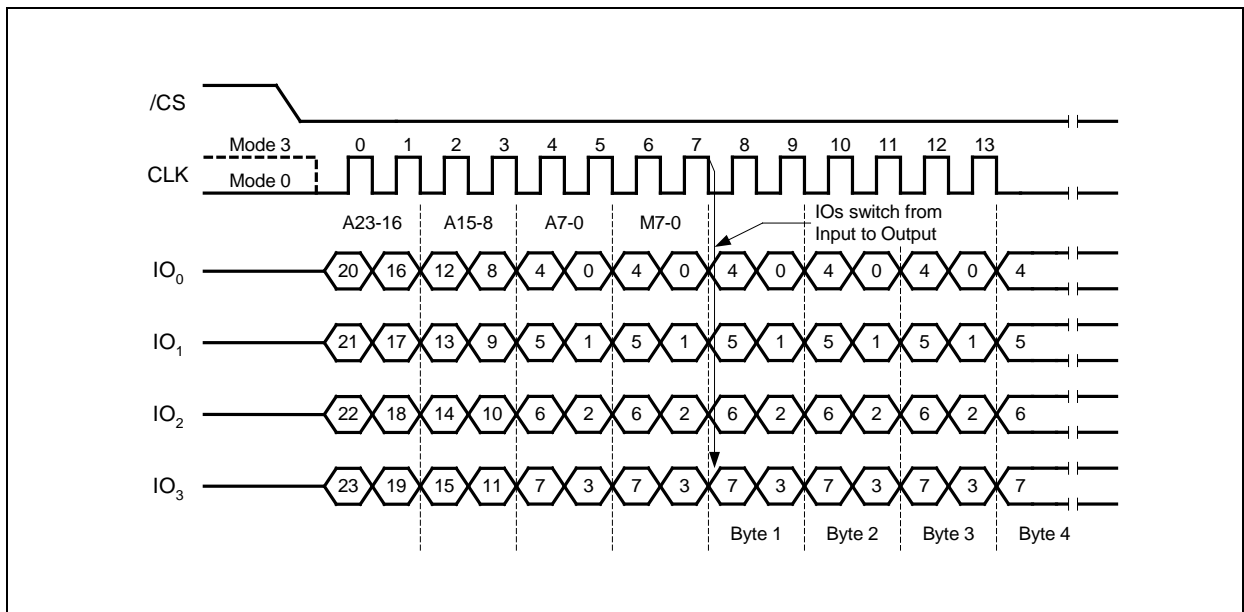 /CS
Mode 3 0 1 2 3 4 5 6 7 8 9 10 11 12 13
CLK
Mode 0
A23-16 A15-8 A7-0 M7-0
IOs switch from
Input to Output
IO0 20 16 12 8 4 0 4 0 4 0 4 0 4 0 4
IO1 21 17 13 9 5 1 5 1 5 1 5 1 5 1 5
IO2 22 18 14 10 6 2 6 2 6 2 6 2 6 2 6
IO3 23 19 15 11 7 3 7 3 7 3 7 3 7 3 7
Byte 1 Byte 2 Byte 3 Byte 4